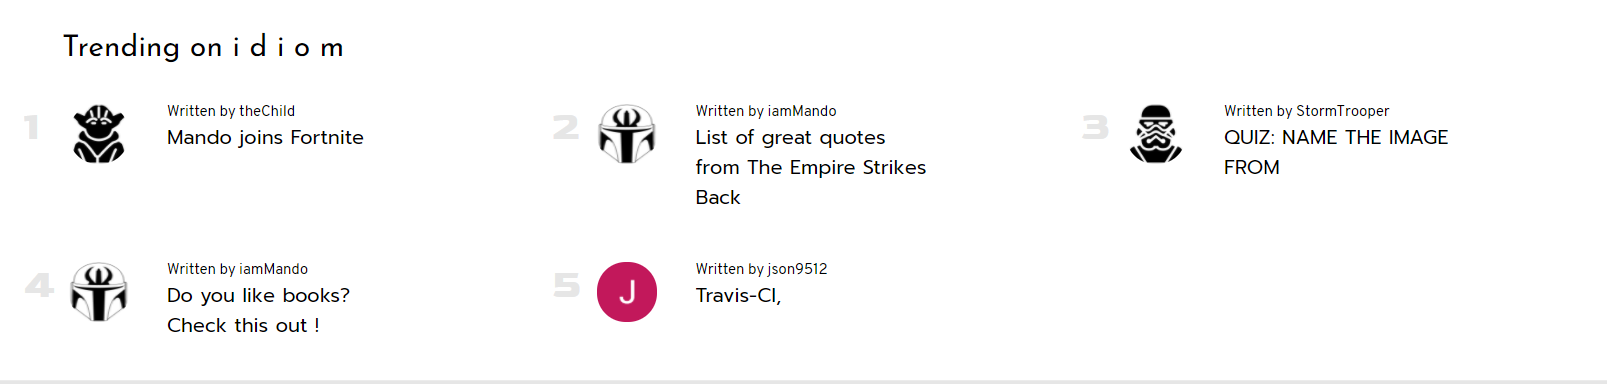 Trending on i d i o m
1
Written by theChild
Mando joins Fortnite
2
Written by iamMando
List of great quotes
from The Empire Strikes
Back
3
Written by StormTrooper
QUIZ: NAME THE IMAGE
FROM
4
Written by iamMando
Do you like books?
Check this out !
5
J
Written by json9512
Travis-CI,